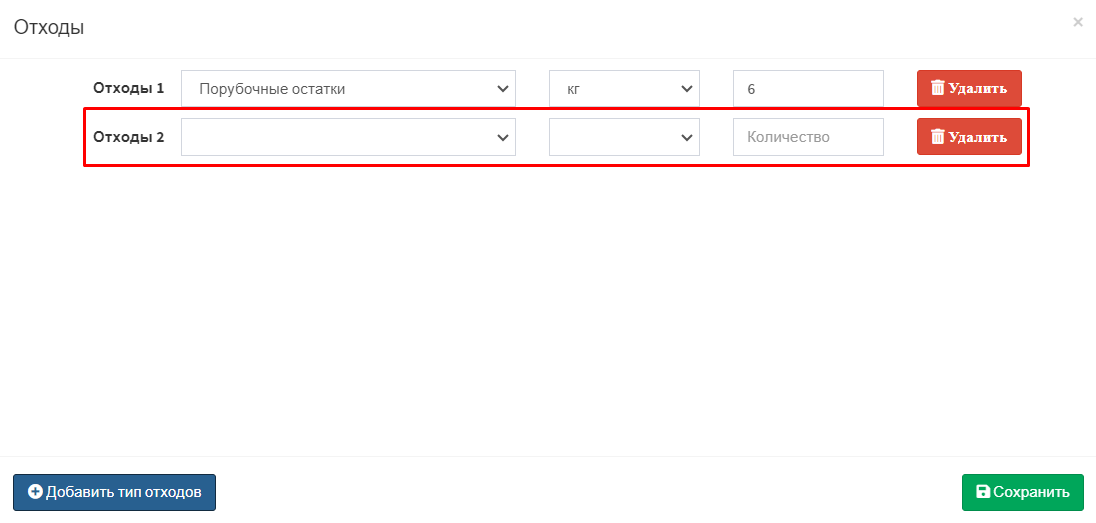 Отходы ×
Отходы 1 Порубочные остатки кг 6 Удалить
Отходы 2 Количество Удалить
Добавить тип отходов Сохранить